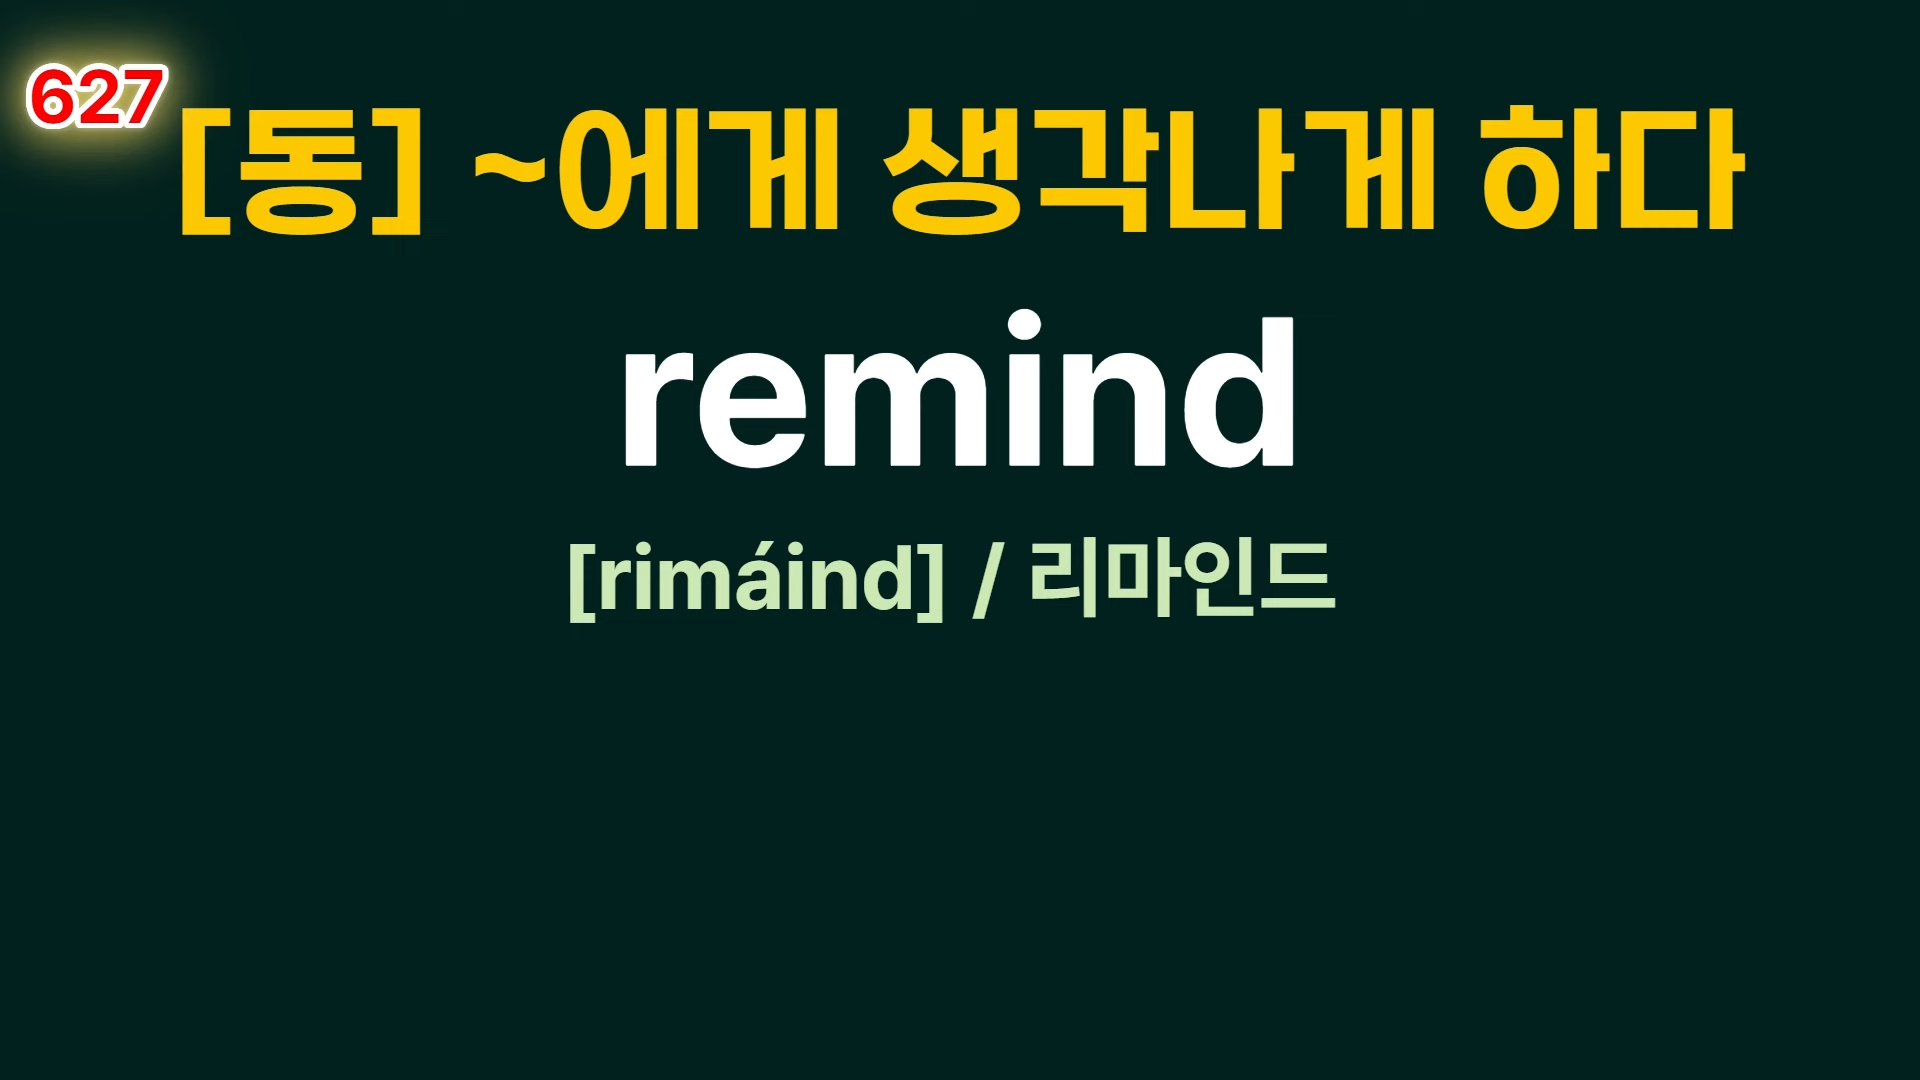 627
[동] ~에게 생각나게 하다
remind
[rimáind] / 리마인드